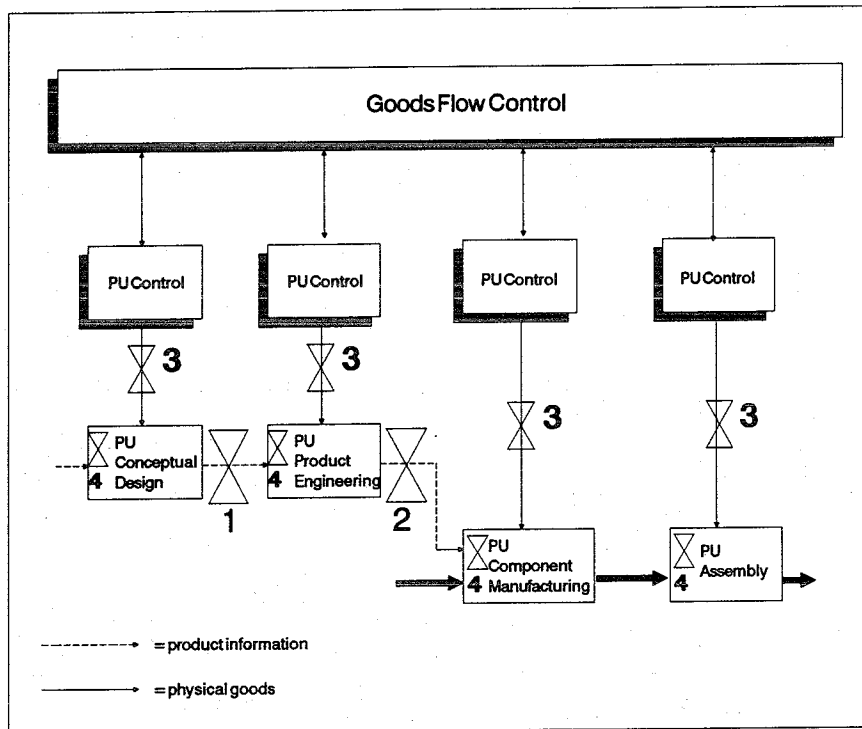 Goods Flow Control
PU Control
PU Control
PU Control
PU Control
3
3
3
3
PU
Conceptual
Design
4
1
PU
Product
Engineering
4
2
PU
Component
Manufacturing
4
PU
Assembly
4
= product information
= physical goods